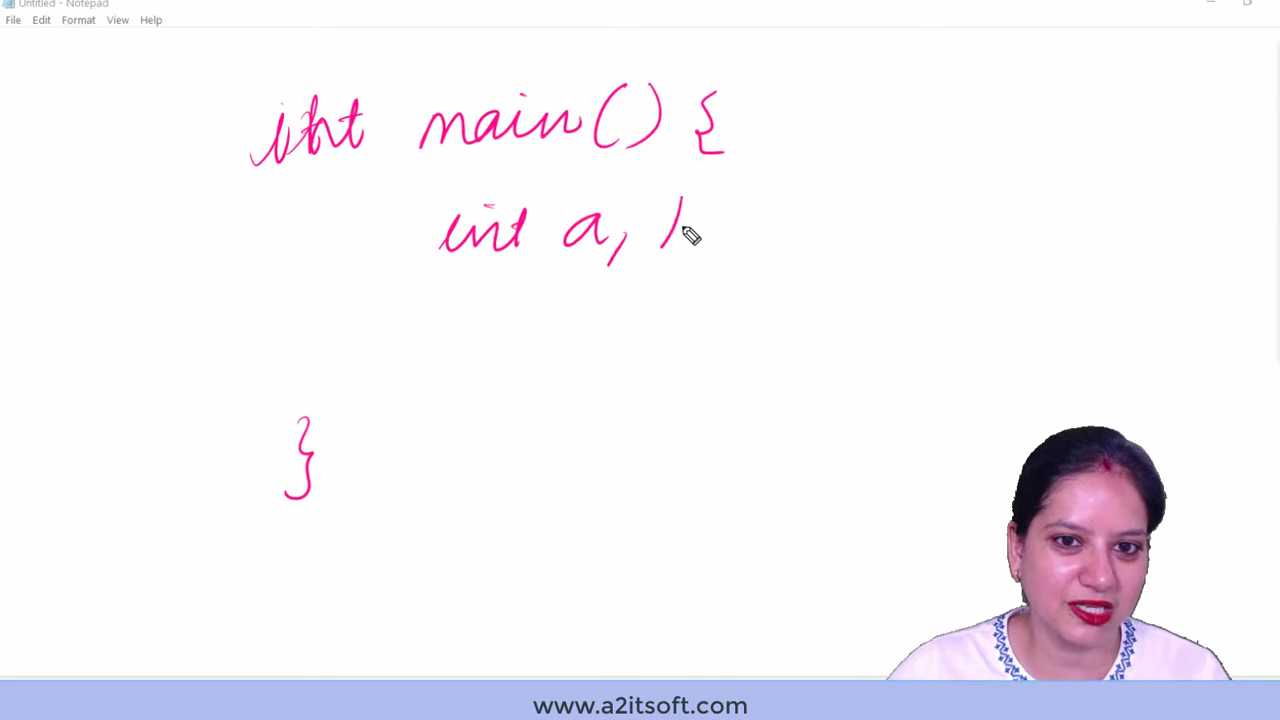 Untitled - Notepad
File Edit Format View Help
int main() {
int a,
}
www.a2itsoft.com